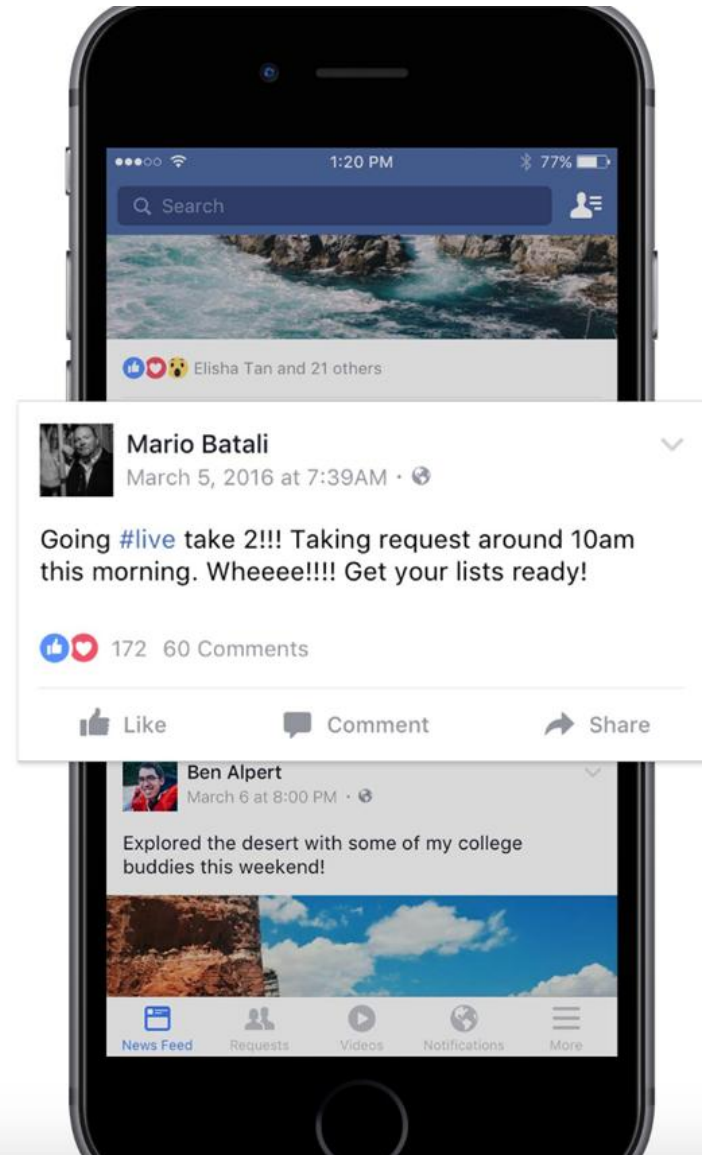 1:20 PM
77%
Search
Elisha Tan and 21 others
Mario Batali
March 5, 2016 at 7:39AM ·
Going #live take 2!!! Taking request around 10am
this morning. Wheeee!!!! Get your lists ready!
172 60 Comments
Like Comment Share
Ben Alpert
March 6 at 8:00 PM ·
Explored the desert with some of my college
buddies this weekend!
News Feed Requests Videos Notifications More